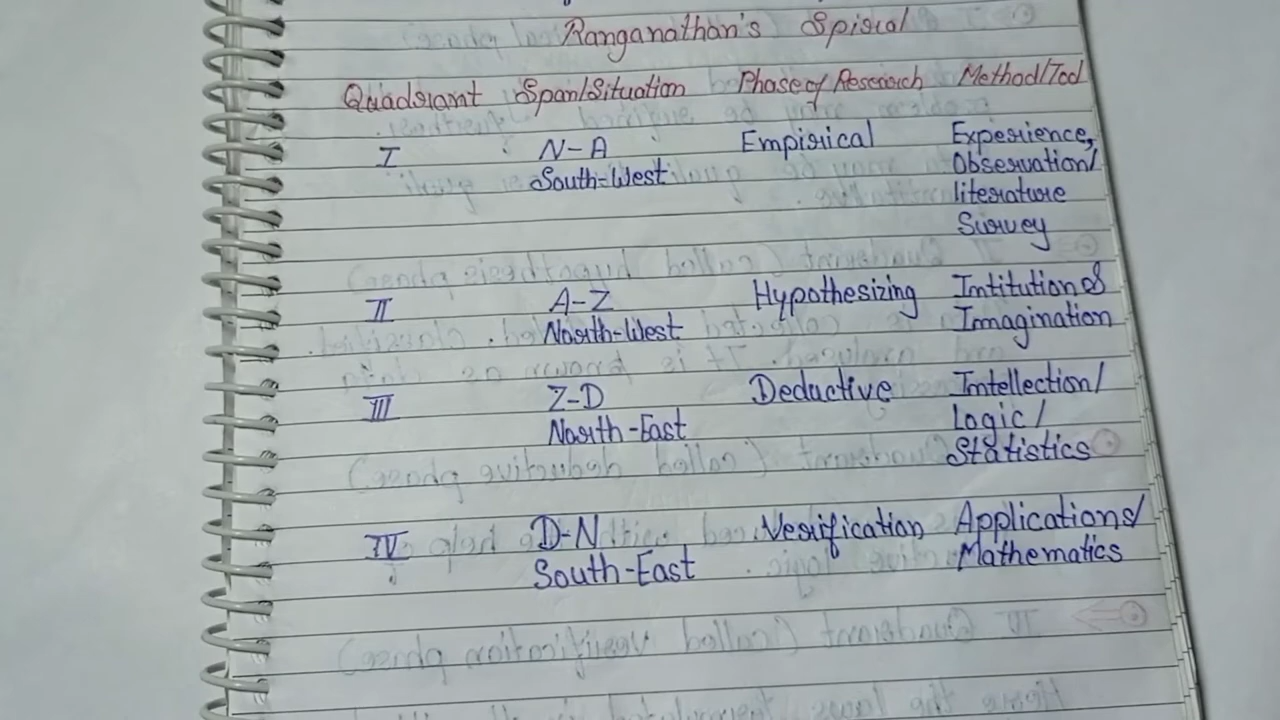 Ranganathan's Spiral
Quadrant Span/Situation Phase of Research Method/Tool
I N-A Empirical Experience,
South-West Observation/
literature
Survey
II A-Z Hypothesizing Intitution &
North-West Imagination
III Z-D Deductive Intellection/
North-East Logic/
Statistics
IV D-N Verification Applications/
South-East Mathematics